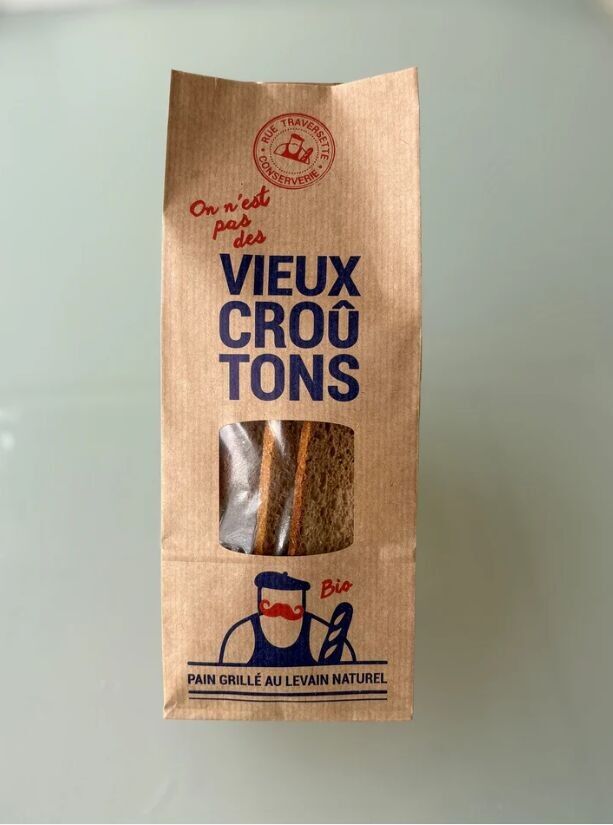 RUE TRAVERSETTE
CONSERVERIE
On n'est
pas
des
VIEUX
CROÛ
TONS
Bio
PAIN GRILLÉ AU LEVAIN NATUREL